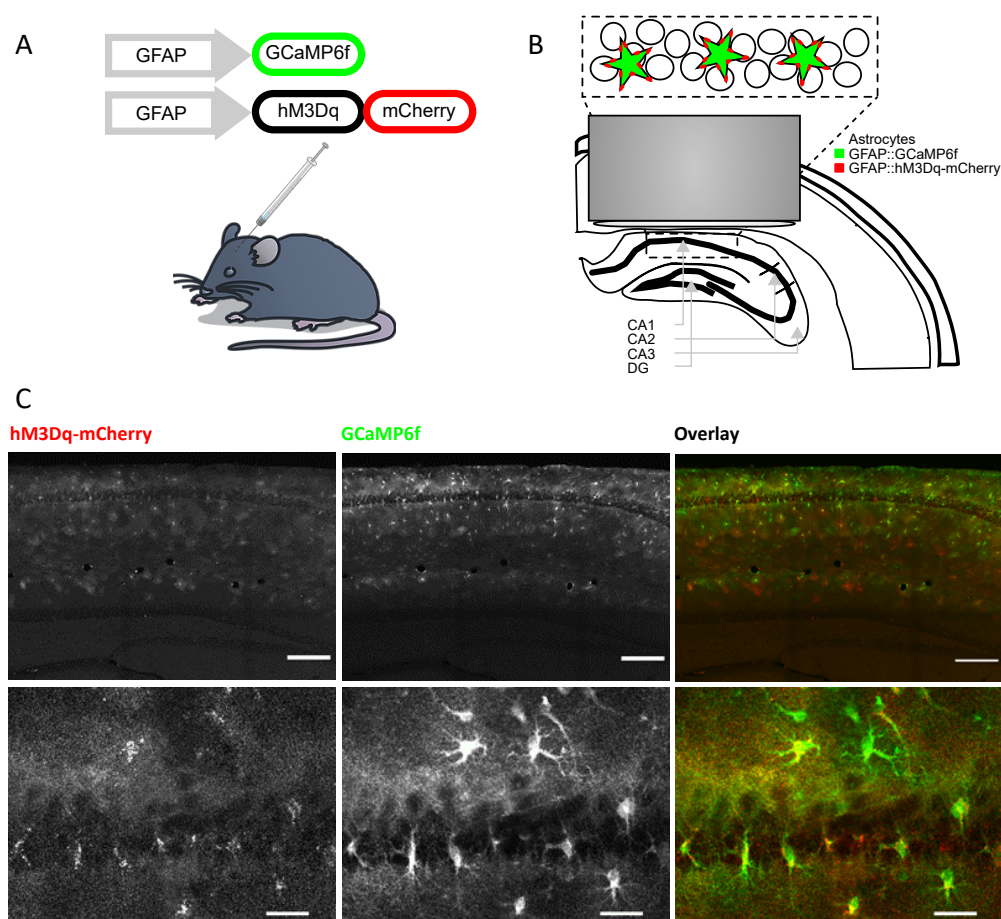 A
GFAP
GCaMP6f
GFAP
hM3Dq
mCherry
B
Astrocytes
GFAP::GCaMP6f
GFAP::hM3Dq-mCherry
CA1
CA2
CA3
DG
C
hM3Dq-mCherry
GCaMP6f
Overlay